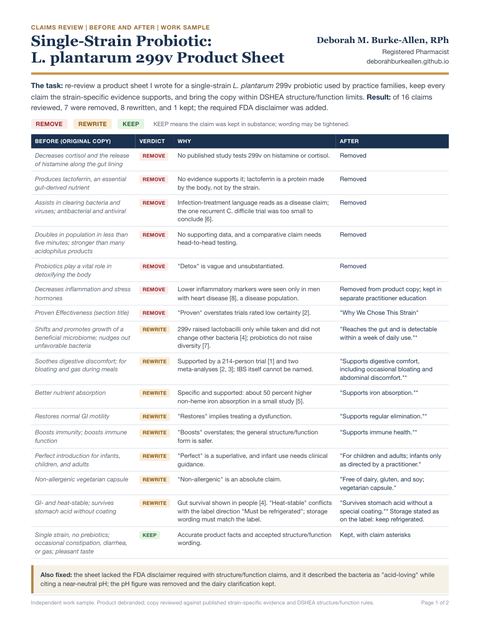 CLAIMS REVIEW | BEFORE AND AFTER | WORK SAMPLE
Single-Strain Probiotic:
L. plantarum 299v Product Sheet
Deborah M. Burke-Allen, RPh
Registered Pharmacist
deborahburkeallen.github.io
The task: re-review a product sheet I wrote for a single-strain L. plantarum 299v probiotic used by practice families, keep every
claim the strain-specific evidence supports, and bring the copy within DSHEA structure/function limits. Result: of 16 claims
reviewed, 7 were removed, 8 rewritten, and 1 kept; the required FDA disclaimer was added.
REMOVE REWRITE KEEP KEEP means the claim was kept in substance; wording may be tightened.
BEFORE (ORIGINAL COPY) VERDICT WHY AFTER
Decreases cortisol and the release
of histamine along the gut lining
REMOVE
No published study tests 299v on histamine or cortisol.
Removed
Produces lactoferrin, an essential
gut-derived nutrient
REMOVE
No evidence supports it; lactoferrin is a protein made
by the body, not by the strain.
Removed
Assists in clearing bacteria and
viruses; antibacterial and antiviral
REMOVE
Infection-treatment language reads as a disease claim;
the one recurrent C. difficile trial was too small to
conclude [6].
Removed
Doubles in population in less than
five minutes; stronger than many
acidophilus products
REMOVE
No supporting data, and a comparative claim needs
head-to-head testing.
Removed
Probiotics play a vital role in
detoxifying the body
REMOVE
"Detox" is vague and unsubstantiated.
Removed
Decreases inflammation and stress
hormones
REMOVE
Lower inflammatory markers were seen only in men
with heart disease [8], a disease population.
Removed from product copy; kept in
separate practitioner education
Proven Effectiveness (section title)
REMOVE
"Proven" overstates trials rated low certainty [2].
"Why We Chose This Strain"
Shifts and promotes growth of a
beneficial microbiome; nudges out
unfavorable bacteria
REWRITE
299v raised lactobacilli only while taken and did not
change other bacteria [4]; probiotics do not raise
diversity [7].
"Reaches the gut and is detectable
within a week of daily use.*"
Soothes digestive discomfort; for
bloating and gas during meals
REWRITE
Supported by a 214-person trial [1] and two
meta-analyses [2, 3]; IBS itself cannot be named.
"Supports digestive comfort,
including occasional bloating and
abdominal discomfort.*"
Better nutrient absorption
REWRITE
Specific and supported: about 50 percent higher
non-heme iron absorption in a small study [5].
"Supports iron absorption.*"
Restores normal GI motility
REWRITE
"Restores" implies treating a dysfunction.
"Supports regular elimination.*"
Boosts immunity; boosts immune
function
REWRITE
"Boosts" overstates; the general structure/function
form is safer.
"Supports immune health.*"
Perfect introduction for infants,
children, and adults
REWRITE
"Perfect" is a superlative, and infant use needs clinical
guidance.
"For children and adults; infants only
as directed by a practitioner."
Non-allergenic vegetarian capsule
REWRITE
"Non-allergenic" is an absolute claim.
"Free of dairy, gluten, and soy;
vegetarian capsule."
GI- and heat-stable; survives
stomach acid without coating
REWRITE
Gut survival shown in people [4]. "Heat-stable" conflicts
with the label direction "Must be refrigerated"; storage
wording must match the label.
"Survives stomach acid without a
special coating.*" Storage stated as
on the label: keep refrigerated.
Single strain, no prebiotics;
occasional constipation, diarrhea,
or gas; pleasant taste
KEEP
Accurate product facts and accepted structure/function
wording.
Kept, with claim asterisks
Also fixed: the sheet lacked the FDA disclaimer required with structure/function claims, and it described the bacteria as "acid-loving" while
citing a near-neutral pH; the pH figure was removed and the dairy clarification kept.
Independent work sample. Product debranded; copy reviewed against published strain-specific evidence and DSHEA structure/function rules.
Page 1 of 2